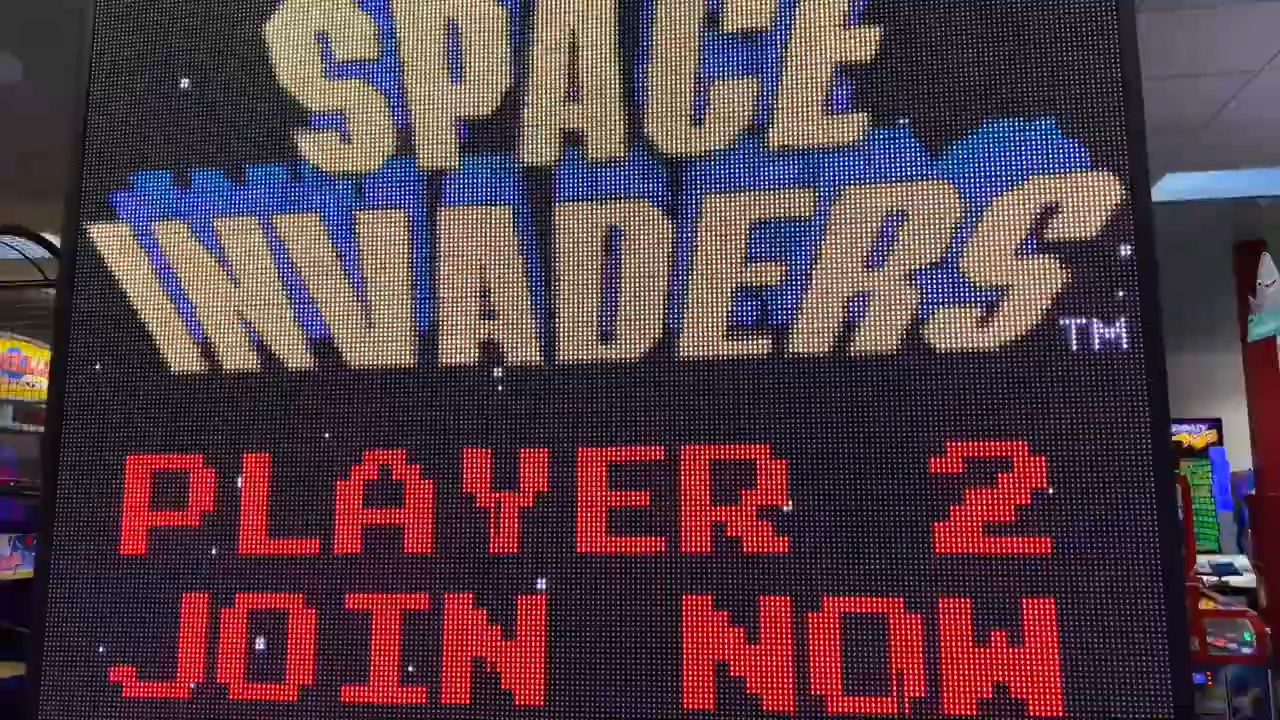 SPACE
INVADERS
TM
PLAYER 2
JOIN NOW